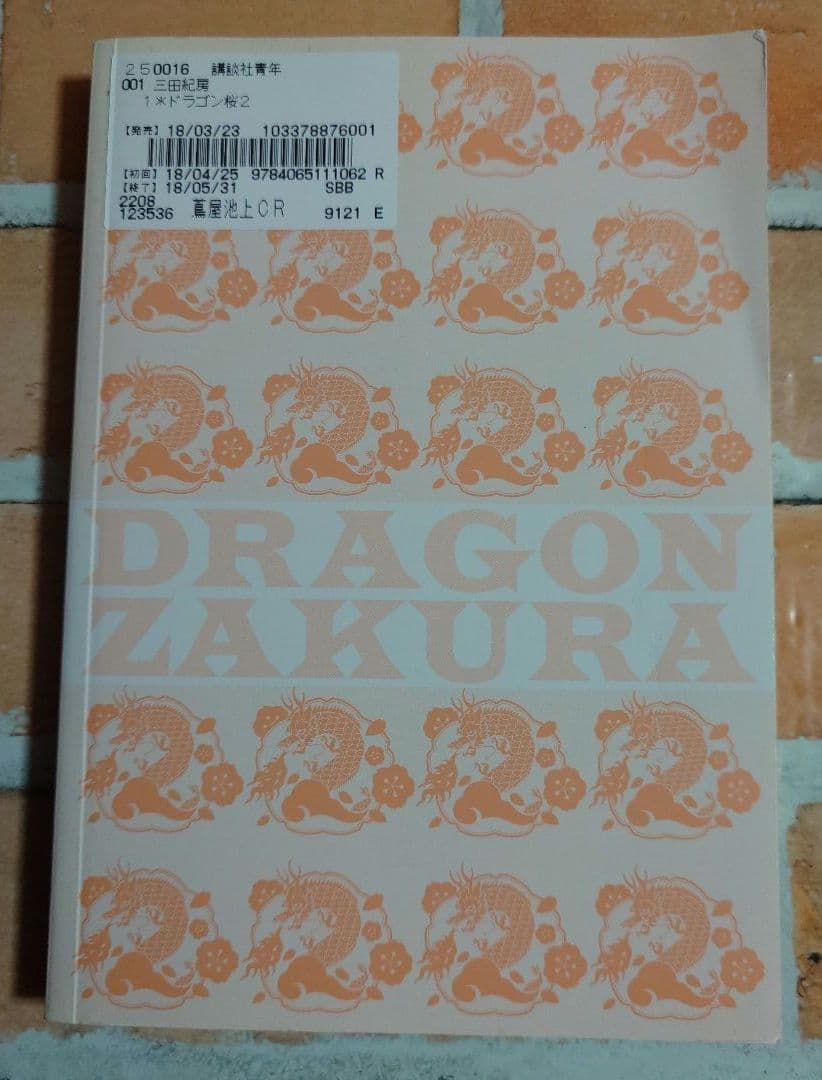 250016 講談社青年
001 三田紀房
1*ドラゴン桜2
【発売】18/03/23 103378876001
【初回】18/04/25 9784065111062 R
【終了】18/05/31 SBB
2208
123536 蔦屋池上CR 9121 E
DRAGON
ZAKURA